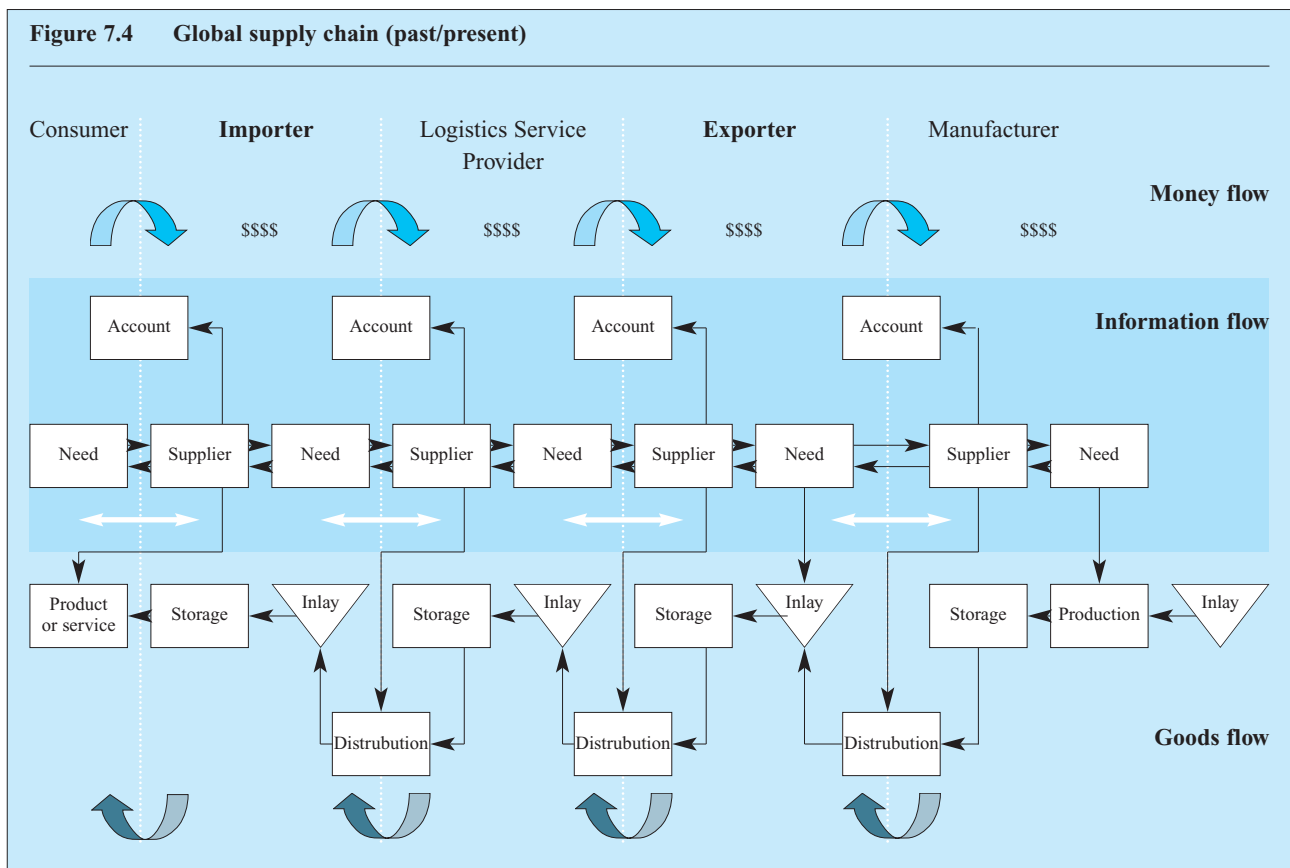 Figure 7.4 Global supply chain (past/present)
Consumer Importer Logistics Service Exporter Manufacturer
Provider
Money flow
$$$$ $$$$ $$$$ $$$$
Information flow
Account Account Account Account
Need Supplier Need Supplier Need Supplier Need Supplier Need
Product
or service
Storage Inlay Storage Inlay Storage Inlay Storage Production Inlay
Distrubution Distrubution Distrubution
Goods flow